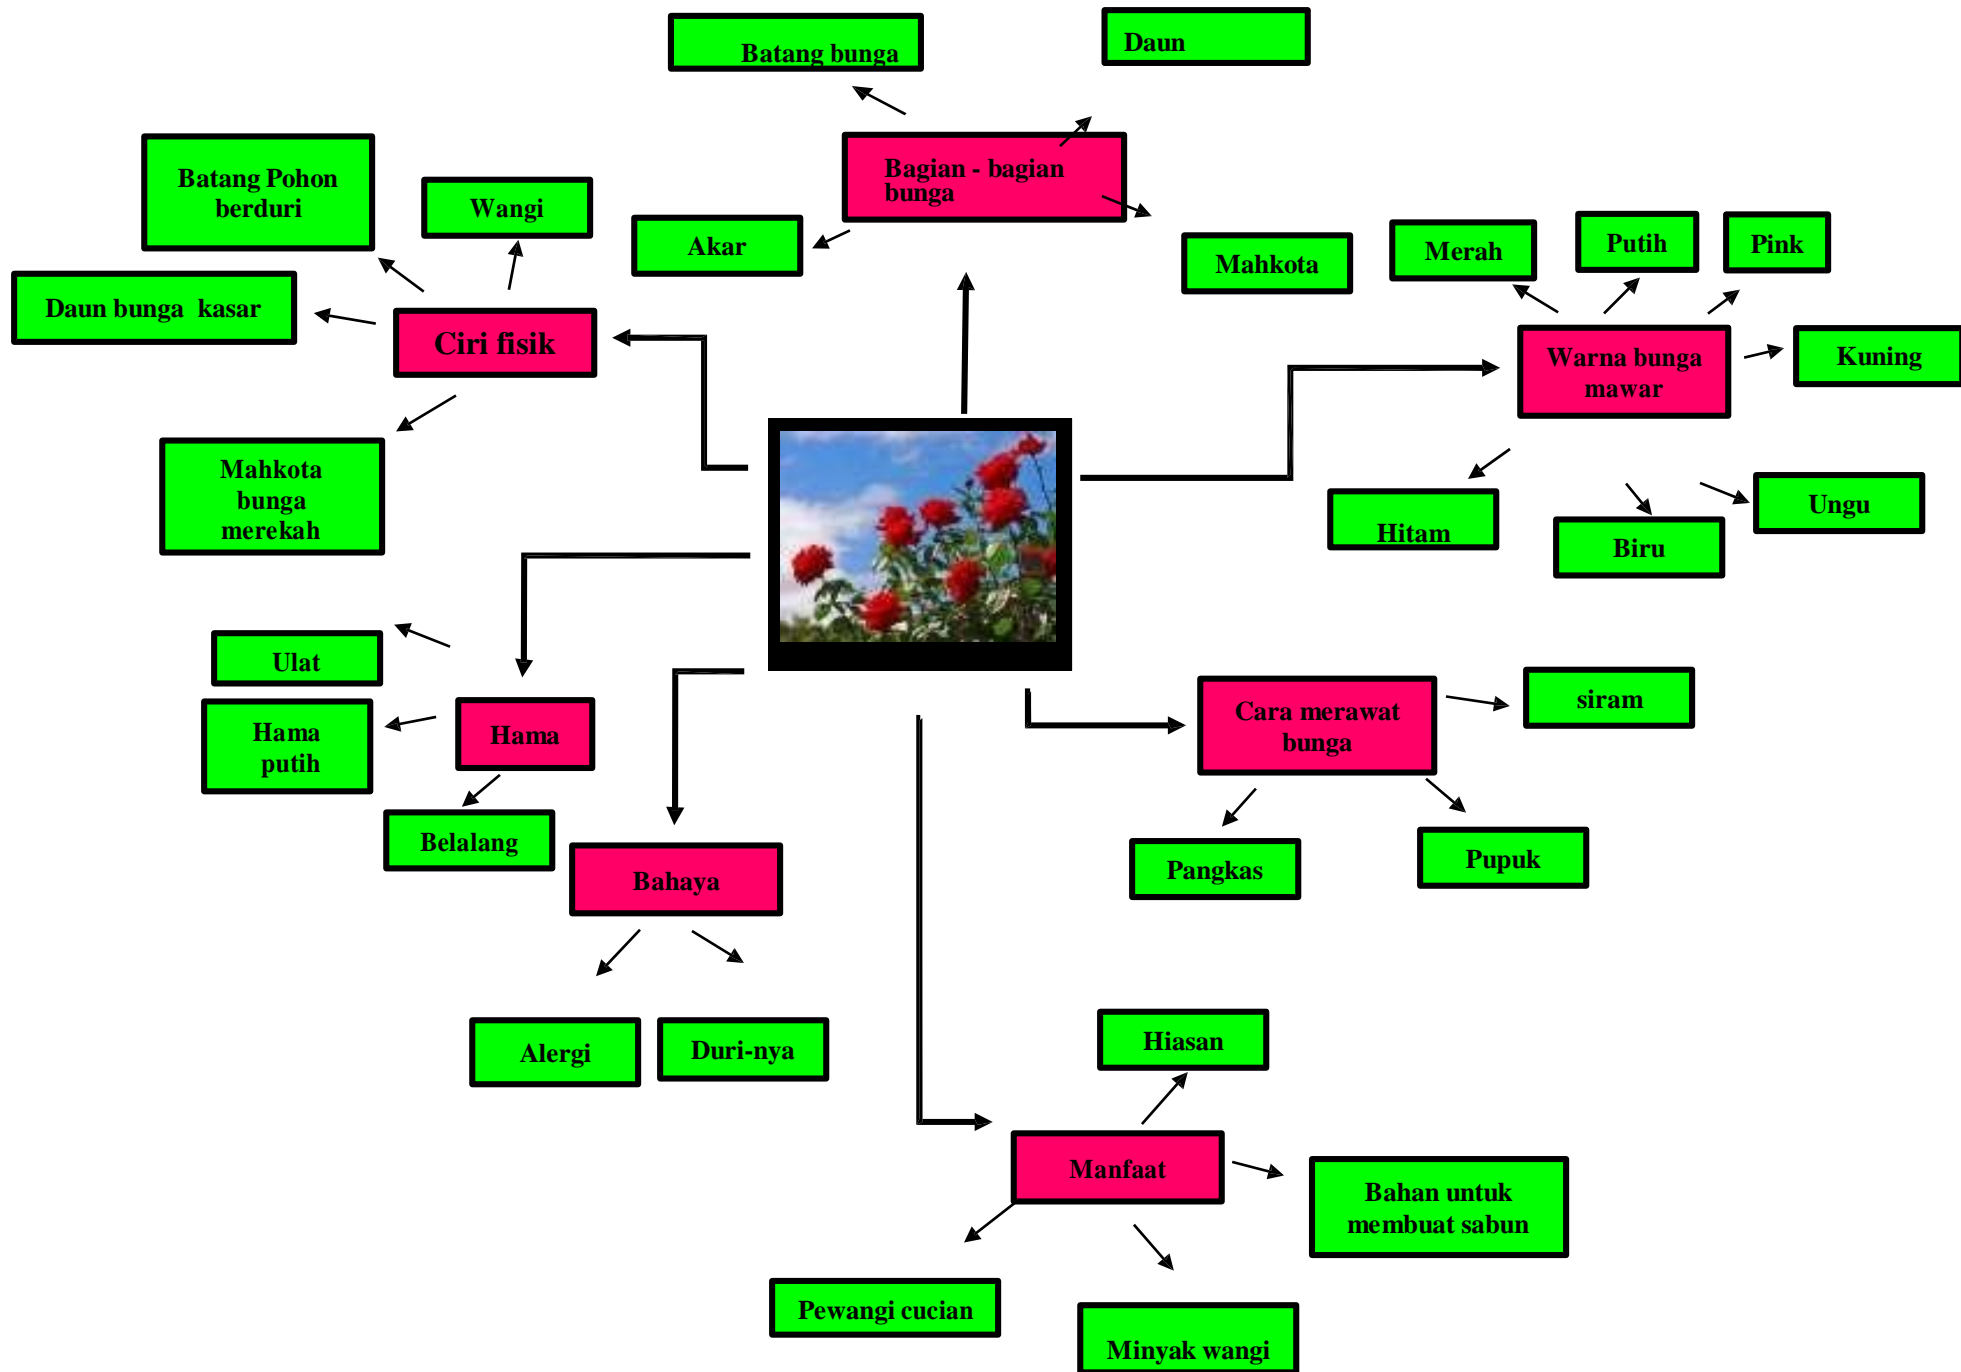 Batang bunga
Daun
Bagian - bagian
bunga
Akar
Mahkota
Batang Pohon
berduri
Wangi
Daun bunga  kasar
Ciri fisik
Mahkota
bunga
merekah
Merah
Putih
Pink
Warna bunga
mawar
Kuning
Hitam
Biru
Ungu
Ulat
Hama
putih
Hama
Belalang
Bahaya
Alergi
Duri-nya
Cara merawat
bunga
siram
Pangkas
Pupuk
Hiasan
Manfaat
Bahan untuk
membuat sabun
Pewangi cucian
Minyak wangi